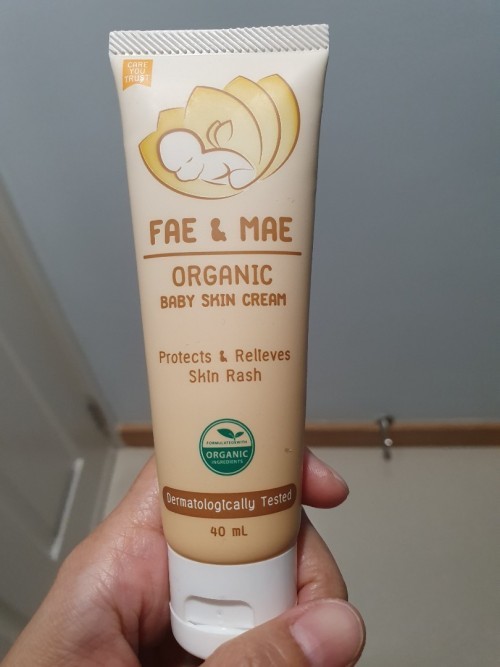 CARE
YOU
TRUST
FAE & MAE
ORGANIC
BABY SKIN CREAM
Protects & Relieves
Skin Rash
FORMULATED WITH
ORGANIC
INGREDIENTS
Dermatologically Tested
40 mL